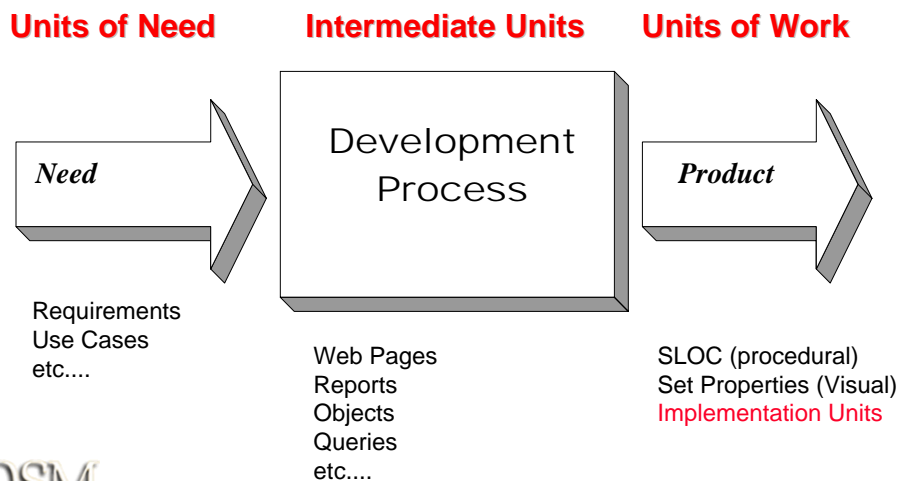 Units of Need
Intermediate Units
Units of Work
Need
Development
Process
Product
Requirements
Use Cases
etc....
Web Pages
Reports
Objects
Queries
etc....
SLOC (procedural)
Set Properties (Visual)
Implementation Units